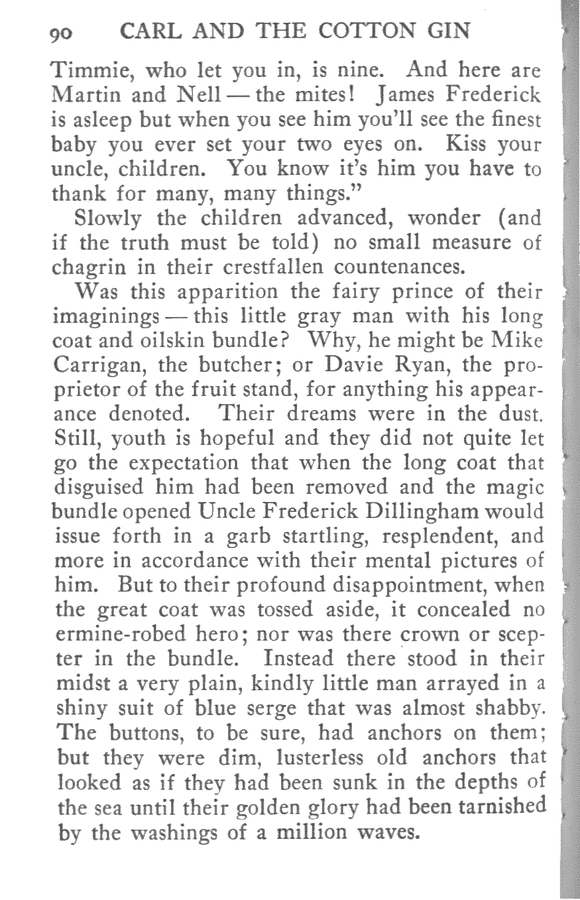 90 CARL AND THE COTTON GIN
Timmie, who let you in, is nine. And here are
Martin and Nell — the mites! James Frederick
is asleep but when you see him you'll see the finest
baby you ever set your two eyes on. Kiss your
uncle, children. You know it's him you have to
thank for many, many things."
Slowly the children advanced, wonder (and
if the truth must be told) no small measure of
chagrin in their crestfallen countenances.
Was this apparition the fairy prince of their
imaginings — this little gray man with his long
coat and oilskin bundle? Why, he might be Mike
Carrigan, the butcher; or Davie Ryan, the pro-
prietor of the fruit stand, for anything his appear-
ance denoted. Their dreams were in the dust.
Still, youth is hopeful and they did not quite let
go the expectation that when the long coat that
disguised him had been removed and the magic
bundle opened Uncle Frederick Dillingham would
issue forth in a garb startling, resplendent, and
more in accordance with their mental pictures of
him. But to their profound disappointment, when
the great coat was tossed aside, it concealed no
ermine-robed hero; nor was there crown or scep-
ter in the bundle. Instead there stood in their
midst a very plain, kindly little man arrayed in a
shiny suit of blue serge that was almost shabby.
The buttons, to be sure, had anchors on them;
but they were dim, lusterless old anchors that
looked as if they had been sunk in the depths of
the sea until their golden glory had been tarnished
by the washings of a million waves.